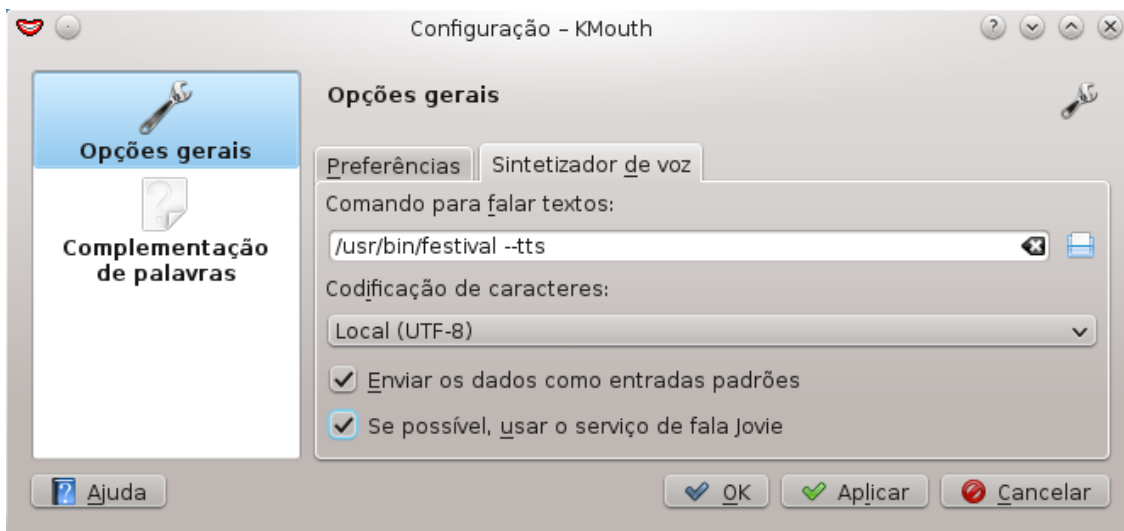 Configuração – KMouth
Opções gerais
Complementação
de palavras
Opções gerais
Preferências
Sintetizador de voz
Comando para falar textos:
/usr/bin/festival --tts
Codificação de caracteres:
Local (UTF-8)
Enviar os dados como entradas padrões
Se possível, usar o serviço de fala Jovie
Ajuda
OK
Aplicar
Cancelar